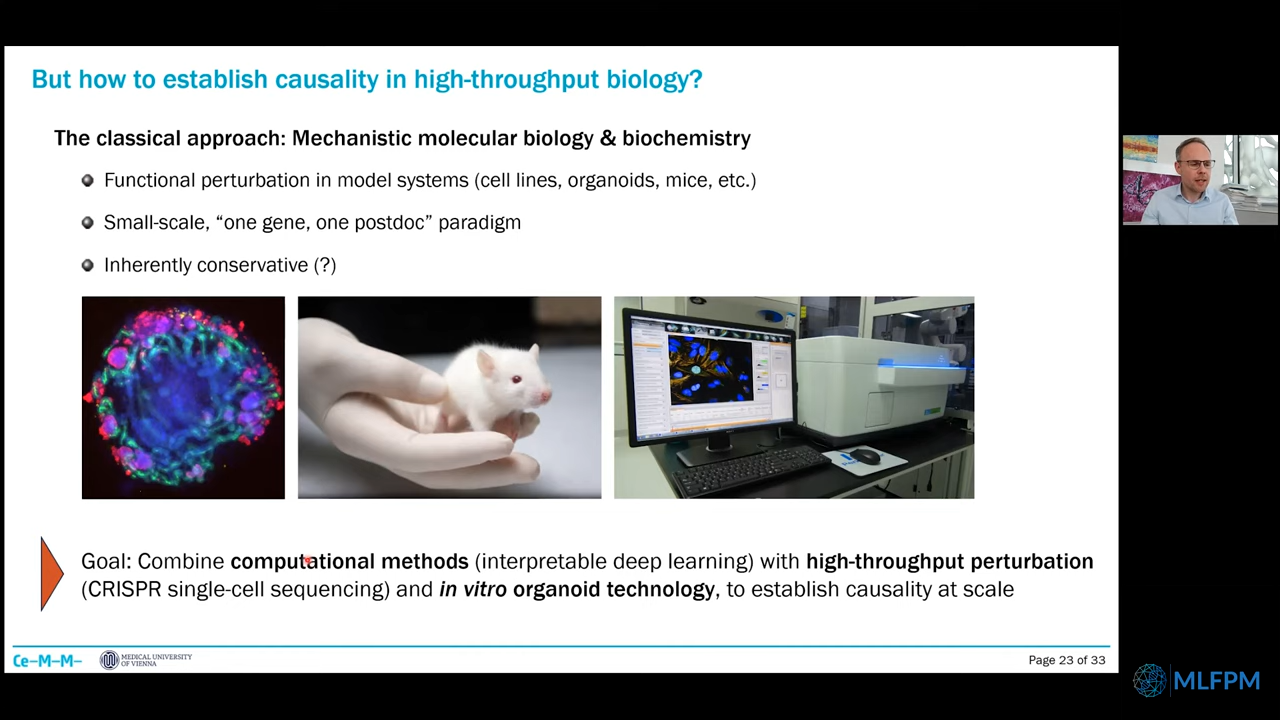 But how to establish causality in high-throughput biology?
The classical approach: Mechanistic molecular biology & biochemistry
Functional perturbation in model systems (cell lines, organoids, mice, etc.)
Small-scale, “one gene, one postdoc” paradigm
Inherently conservative (?)
Goal: Combine computational methods (interpretable deep learning) with high-throughput perturbation
(CRISPR single-cell sequencing) and in vitro organoid technology, to establish causality at scale
Ce–M–M–
MEDICAL UNIVERSITY
OF VIENNA
Page 23 of 33
MLFPM